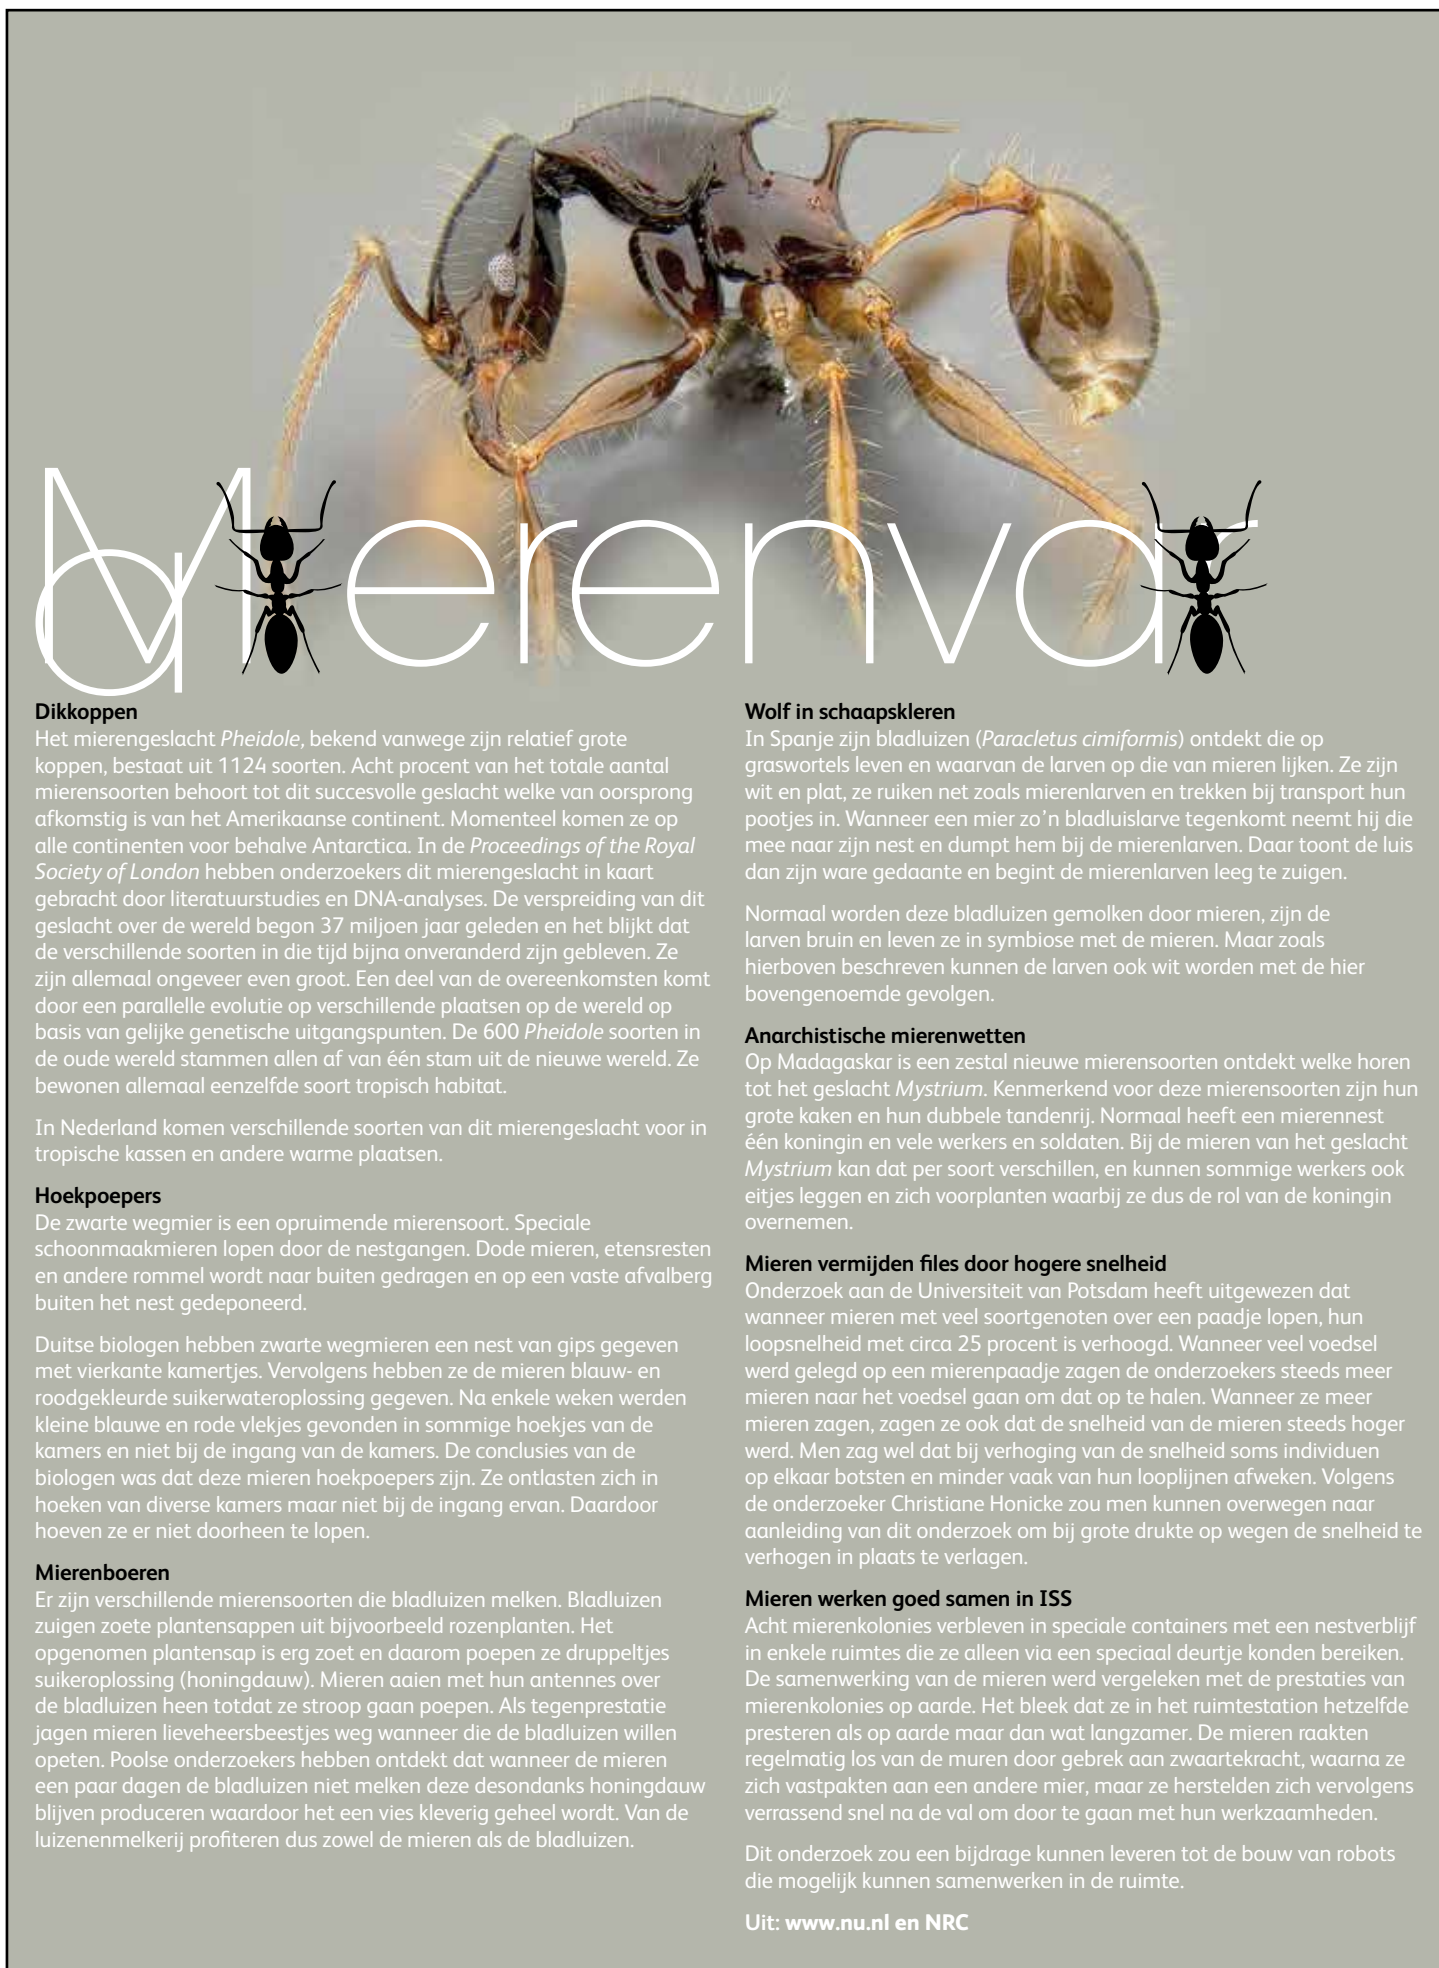 Mierenvaria
Dikkoppen
Het mierengeslacht Pheidole, bekend vanwege zijn relatief grote
koppen, bestaat uit 1124 soorten. Acht procent van het totale aantal
mierensoorten behoort tot dit succesvolle geslacht welke van oorsprong
afkomstig is van het Amerikaanse continent. Momenteel komen ze op
alle continenten voor behalve Antarctica. In de Proceedings of the Royal
Society of London hebben onderzoekers dit mierengeslacht in kaart
gebracht door literatuurstudies en DNA-analyses. De verspreiding van dit
geslacht over de wereld begon 37 miljoen jaar geleden en het blijkt dat
de verschillende soorten in die tijd bijna onveranderd zijn gebleven. Ze
zijn allemaal ongeveer even groot. Een deel van de overeenkomsten komt
door een parallelle evolutie op verschillende plaatsen op de wereld op
basis van gelijke genetische uitgangspunten. De 600 Pheidole soorten in
de oude wereld stammen allen af van één stam uit de nieuwe wereld. Ze
bewonen allemaal eenzelfde soort tropisch habitat.
In Nederland komen verschillende soorten van dit mierengeslacht voor in
tropische kassen en andere warme plaatsen.
Hoekpoepers
De zwarte wegmier is een opruimende mierensoort. Speciale
schoonmaakmieren lopen door de nestgangen. Dode mieren, etensresten
en andere rommel wordt naar buiten gedragen en op een vaste afvalberg
buiten het nest gedeponeerd.
Duitse biologen hebben zwarte wegmieren een nest van gips gegeven
met vierkante kamertjes. Vervolgens hebben ze de mieren blauw- en
roodgekleurde suikerwateroplossing gegeven. Na enkele weken werden
kleine blauwe en rode vlekjes gevonden in sommige hoekjes van de
kamers en niet bij de ingang van de kamers. De conclusies van de
biologen was dat deze mieren hoekpoepers zijn. Ze ontlasten zich in
hoeken van diverse kamers maar niet bij de ingang ervan. Daardoor
hoeven ze er niet doorheen te lopen.
Mierenboeren
Er zijn verschillende mierensoorten die bladluizen melken. Bladluizen
zuigen zoete plantensappen uit bijvoorbeeld rozenplanten. Het
opgenomen plantensap is erg zoet en daarom poepen ze druppeltjes
suikeroplossing (honingdauw). Mieren aaien met hun antennes over
de bladluizen heen totdat ze stroop gaan poepen. Als tegenprestatie
jagen mieren lieveheersbeestjes weg wanneer die de bladluizen willen
opeten. Poolse onderzoekers hebben ontdekt dat wanneer de mieren
een paar dagen de bladluizen niet melken deze desondanks honingdauw
blijven produceren waardoor het een vies kleverig geheel wordt. Van de
luizenenmelkerij profiteren dus zowel de mieren als de bladluizen.
Wolf in schaapskleren
In Spanje zijn bladluizen (Paracletus cimiformis) ontdekt die op
graswortels leven en waarvan de larven op die van mieren lijken. Ze zijn
wit en plat, ze ruiken net zoals mierenlarven en trekken bij transport hun
pootjes in. Wanneer een mier zo'n bladluislarve tegenkomt neemt hij die
mee naar zijn nest en dumpt hem bij de mierenlarven. Daar toont de luis
dan zijn ware gedaante en begint de mierenlarven leeg te zuigen.
Normaal worden deze bladluizen gemolken door mieren, zijn de
larven bruin en leven ze in symbiose met de mieren. Maar zoals
hierboven beschreven kunnen de larven ook wit worden met de hier
bovengenoemde gevolgen.
Anarchistische mierenwetten
Op Madagaskar is een zestal nieuwe mierensoorten ontdekt welke horen
tot het geslacht Mystrium. Kenmerkend voor deze mierensoorten zijn hun
grote kaken en hun dubbele tandenrij. Normaal heeft een mierennest
één koningin en vele werkers en soldaten. Bij de mieren van het geslacht
Mystrium kan dat per soort verschillen, en kunnen sommige werkers ook
eitjes leggen en zich voorplanten waarbij ze dus de rol van de koningin
overnemen.
Mieren vermijden files door hogere snelheid
Onderzoek aan de Universiteit van Potsdam heeft uitgewezen dat
wanneer mieren met veel soortgenoten over een paadje lopen, hun
loopsnelheid met circa 25 procent is verhoogd. Wanneer veel voedsel
werd gelegd op een mierenpaadje zagen de onderzoekers steeds meer
mieren naar het voedsel gaan om dat op te halen. Wanneer ze meer
mieren zagen, zagen ze ook dat de snelheid van de mieren steeds hoger
werd. Men zag wel dat bij verhoging van de snelheid soms individuen
op elkaar botsten en minder vaak van hun looplijnen afweken. Volgens
de onderzoeker Christiane Honicke zou men kunnen overwegen naar
aanleiding van dit onderzoek om bij grote drukte op wegen de snelheid te
verhogen in plaats te verlagen.
Mieren werken goed samen in ISS
Acht mierenkolonies verbleven in speciale containers met een nestverblijf
in enkele ruimtes die ze alleen via een speciaal deurtje konden bereiken.
De samenwerking van de mieren werd vergeleken met de prestaties van
mierenkolonies op aarde. Het bleek dat ze in het ruimtestation hetzelfde
presteren als op aarde maar dan wat langzamer. De mieren raakten
regelmatig los van de muren door gebrek aan zwaartekracht, waarna ze
zich vastpakten aan een andere mier, maar ze herstelden zich vervolgens
verrassend snel na de val om door te gaan met hun werkzaamheden.
Dit onderzoek zou een bijdrage kunnen leveren tot de bouw van robots
die mogelijk kunnen samenwerken in de ruimte.
Uit: www.nu.nl en NRC